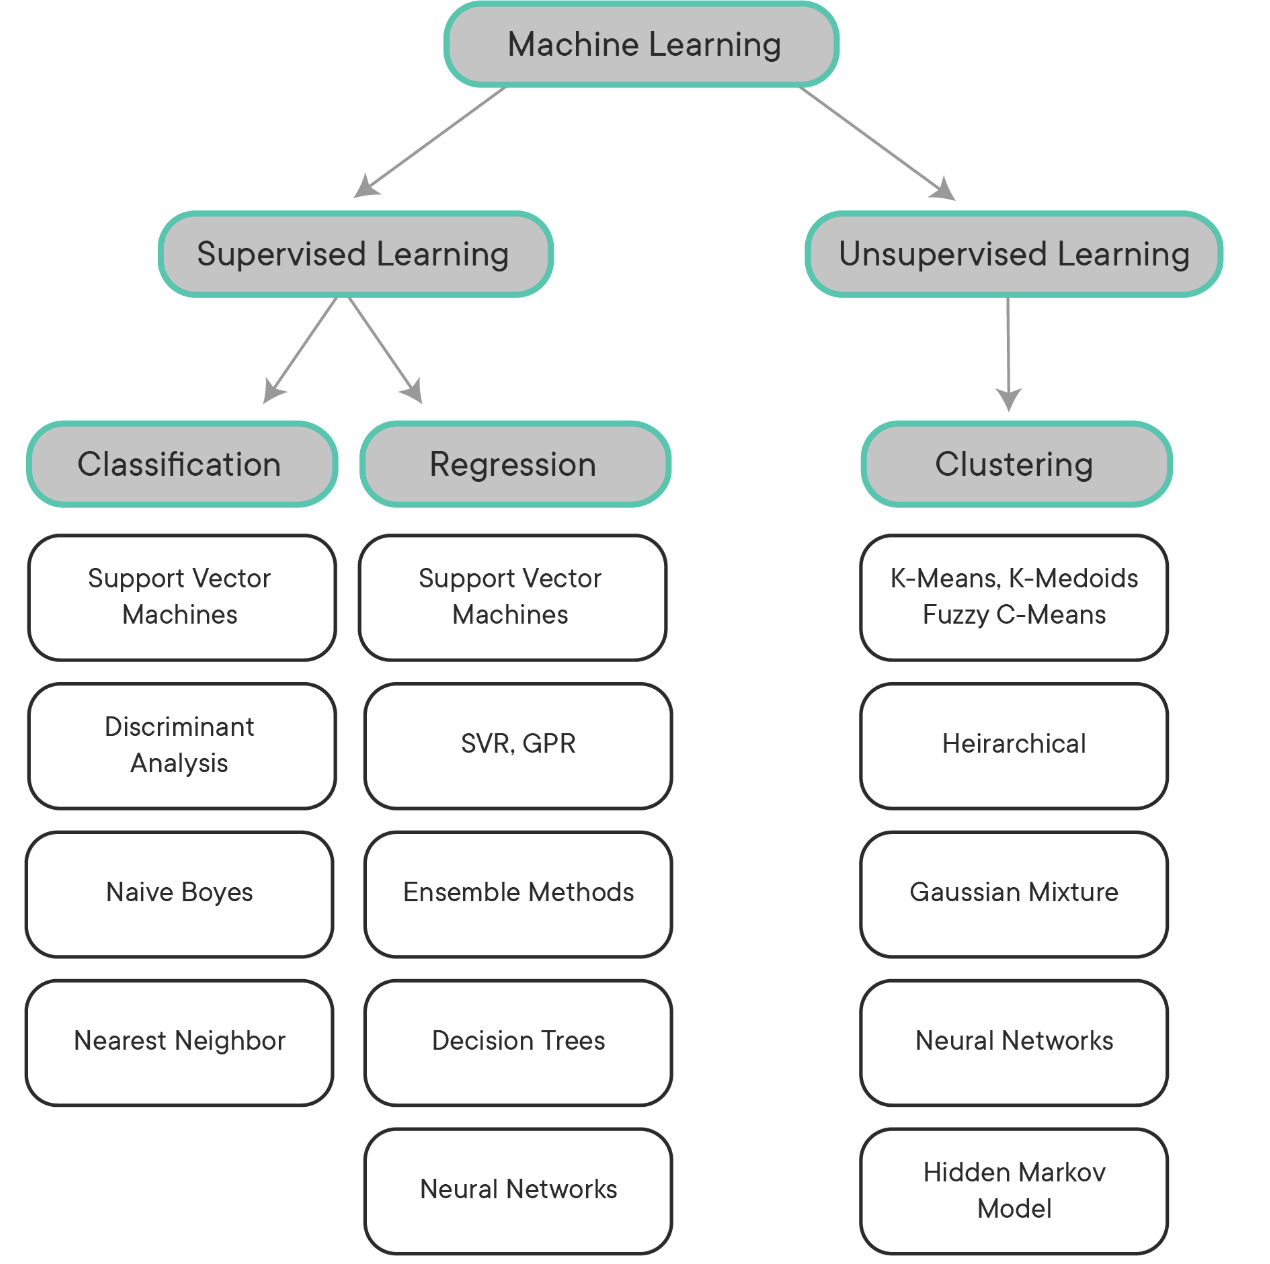 Machine Learning
Supervised Learning
Unsupervised Learning
Classification
Regression
Clustering
Support Vector
Machines
Support Vector
Machines
K-Means, K-Medoids
Fuzzy C-Means
Discriminant
Analysis
SVR, GPR
Heirarchical
Naive Boyes
Ensemble Methods
Gaussian Mixture
Nearest Neighbor
Decision Trees
Neural Networks
Neural Networks
Hidden Markov
Model